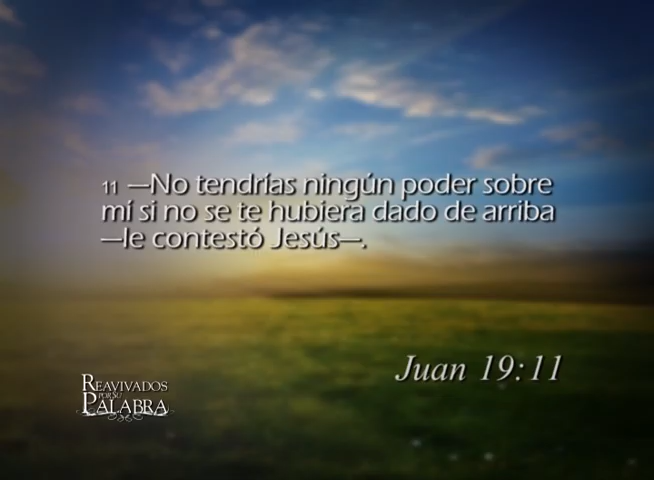 11 —No tendrías ningún poder sobre
mí si no se te hubiera dado de arriba
—le contestó Jesús—.
Juan 19:11
REAVIVADOS
POR SU
PALABRA